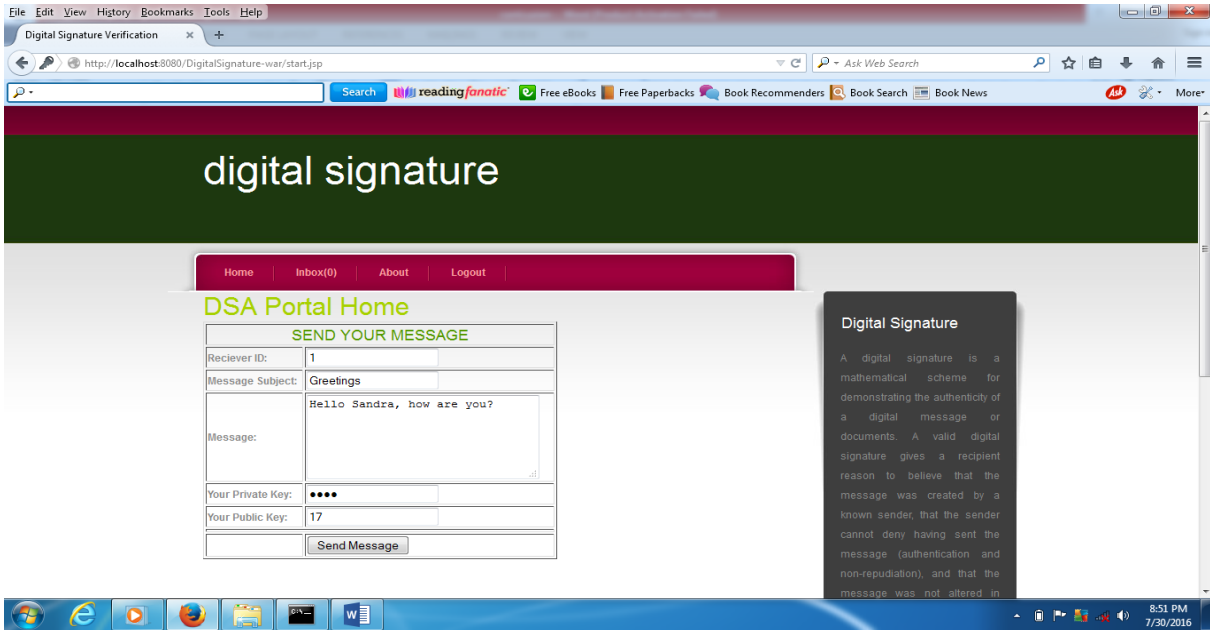 File Edit View History Bookmarks Tools Help
Digital Signature Verification × +
http://localhost:8080/DigitalSignature-war/start.jsp
Ask Web Search
Search readingfanatic Free eBooks Free Paperbacks Book Recommenders Book Search Book News Ask More
digital signature
Home Inbox(0) About Logout
DSA Portal Home
SEND YOUR MESSAGE
Reciever ID: 1
Message Subject: Greetings
Message: Hello Sandra, how are you?
Your Private Key: ••••
Your Public Key: 17
Send Message
Digital Signature
A digital signature is a
mathematical scheme for
demonstrating the authenticity of
a digital message or
documents. A valid digital
signature gives a recipient
reason to believe that the
message was created by a
known sender, that the sender
cannot deny having sent the
message (authentication and
non-repudiation), and that the
message was not altered in
8:51 PM
7/30/2016